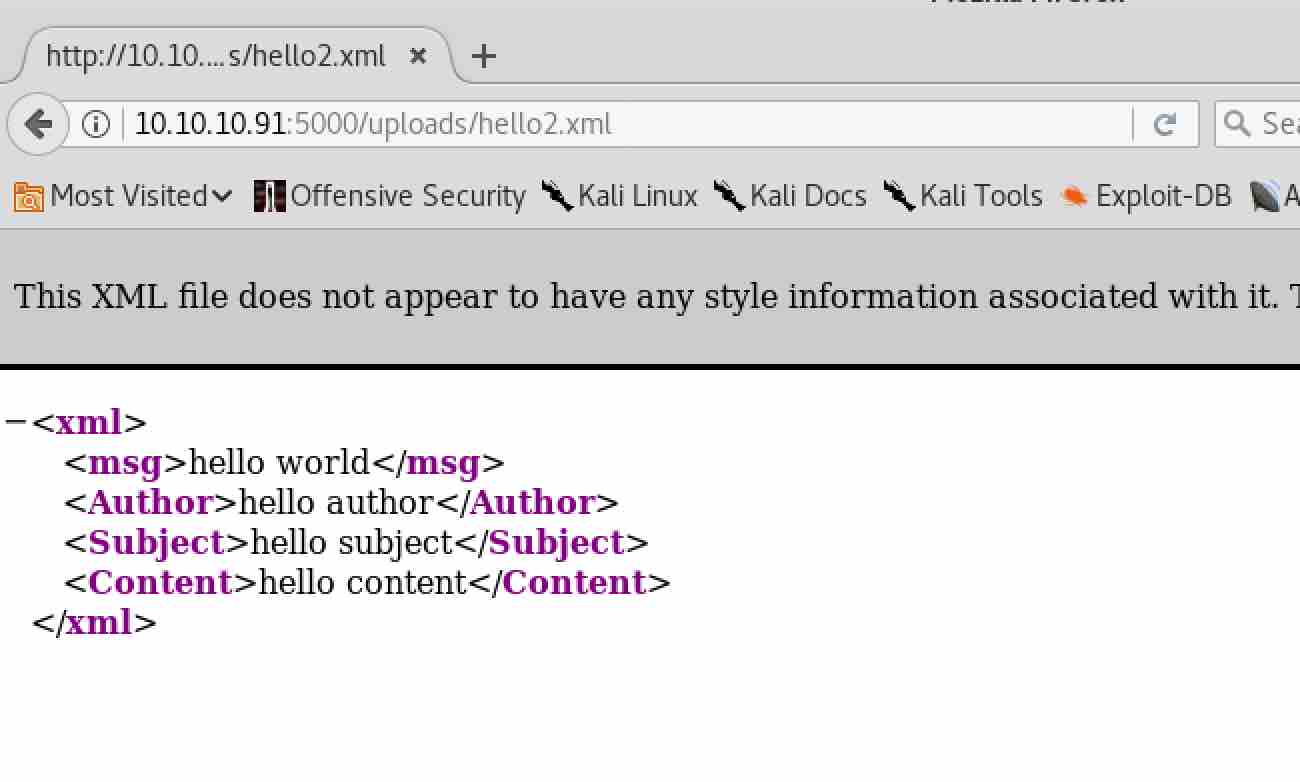 http://10.10.... s/hello2.xml
10.10.10.91:5000/uploads/hello2.xml
Most Visited Offensive Security Kali Linux Kali Docs Kali Tools Exploit-DB
This XML file does not appear to have any style information associated with it.
<xml>
<msg>hello world</msg>
<Author>hello author</Author>
<Subject>hello subject</Subject>
<Content>hello content</Content>
</xml>